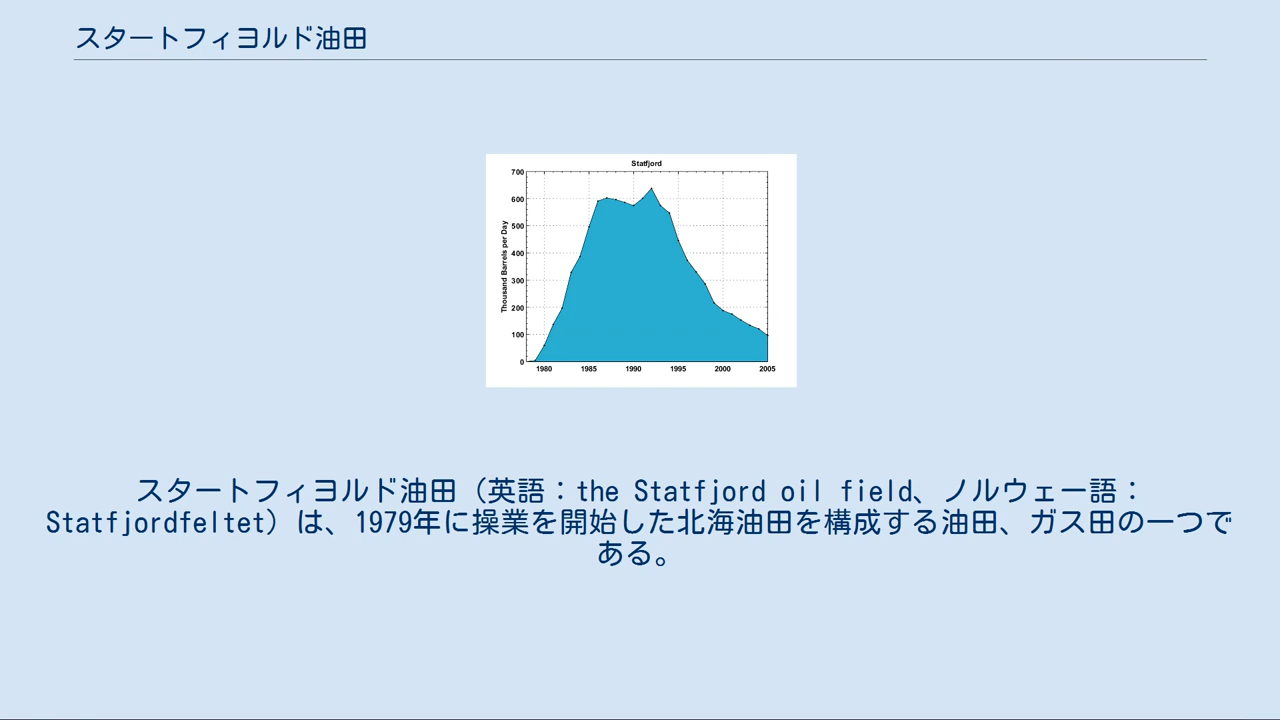 スタートフィヨルド油田
Statfjord
700
600
500
400
300
200
100
0
Thousand Barrels per Day
1980 1985 1990 1995 2000 2005
スタートフィヨルド油田（英語：the Statfjord oil field、ノルウェー語：
Statfjordfeltet）は、1979年に操業を開始した北海油田を構成する油田、ガス田の一つで
ある。